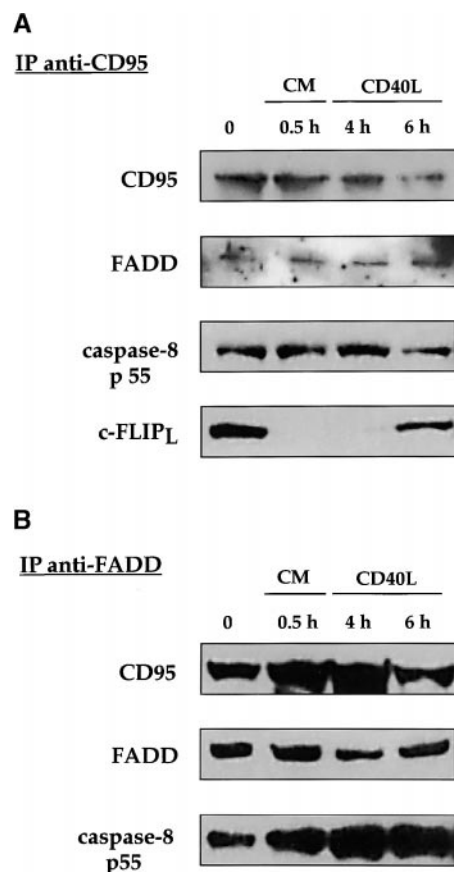 A
IP anti-CD95
CM CD40L
0 0.5 h 4 h 6 h
CD95
FADD
caspase-8
p 55
c-FLIPL
B
IP anti-FADD
CM CD40L
0 0.5 h 4 h 6 h
CD95
FADD
caspase-8
p55